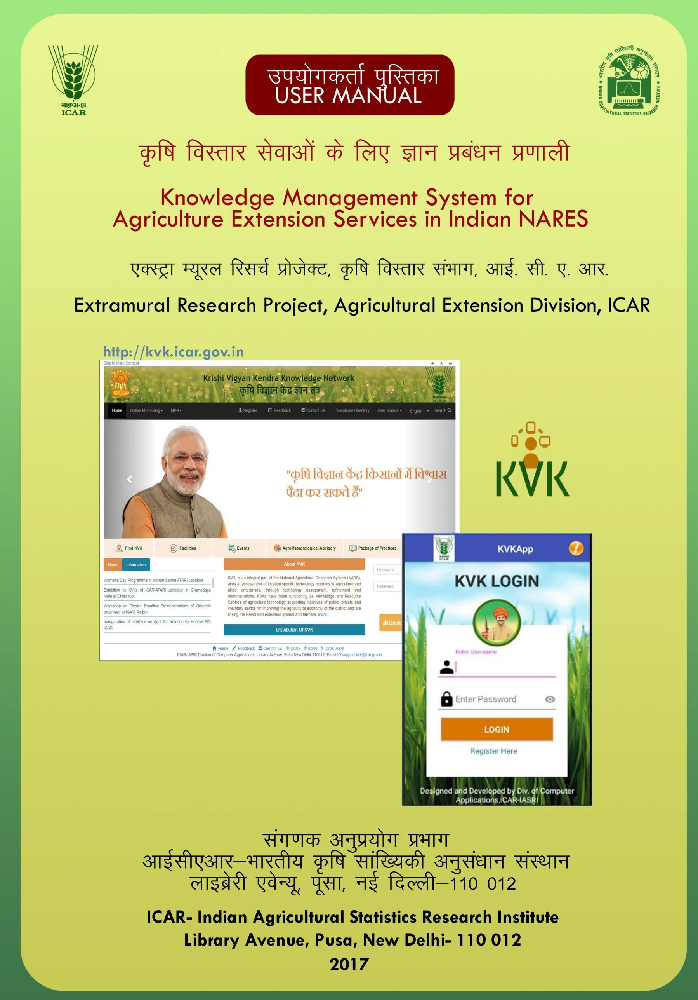 भाकृअनुप
ICAR
उपयोगकर्ता पुस्तिका
USER MANUAL
भारतीय कृषि सांख्यिकी अनुसंधान संस्थान • INDIAN AGRICULTURAL STATISTICS RESEARCH INSTITUTE •
कृषि विस्तार सेवाओं के लिए ज्ञान प्रबंधन प्रणाली
Knowledge Management System for
Agriculture Extension Services in Indian NARES
एक्स्ट्रा म्यूरल रिसर्च प्रोजेक्ट, कृषि विस्तार संभाग, आई. सी. ए. आर.
Extramural Research Project, Agricultural Extension Division, ICAR
http://kvk.icar.gov.in
Skip to Main Content -A A A+
Krishi Vigyan Kendra Knowledge Network
कृषि विज्ञान केंद्र ज्ञान तंत्र
ICAR
Home Online Monitoring MPR Register Feedback Contact Us Telephone Directory User Manual English Search
"कृषि विज्ञान केंद्र किसानों में विश्वास
पैदा कर सकते हैं"
KVK
Find KVK Facilities Events AgroMeteorological Advisory Package of Practices
News Information
Womens Day Programme in Vidhan Sabha ATARI Jabalpur
Exhibition by KVKs of ICAR-ATARI Jabalpur in Gramodaya
Mela at Chitrakoot
Workshop on Cluster Frontline Demonstrations of Oilseeds
organised at IGKV, Raipur
Inauguration of Interface on Agril for Nutrition by Hon'ble DG
ICAR
About KVK
KVK, is an integral part of the National Agricultural Research System (NARS),
aims at assessment of location specific technology modules in agriculture and
allied enterprises, through technology assessment, refinement and
demonstrations. KVKs have been functioning as Knowledge and Resource
Centres of agriculture technology supporting initiatives of public, private and
voluntary sector for improving the agricultural economy of the district and are
linking the NARS with extension system and farmers. more...
Distribution Of KVK
Username
Password
Dasht
Home Feedback Contact Us DARE ICAR ICAR-IASRI
ICAR-IASRI,Division of Computer Applications, Library Avenue, Pusa,New Delhi-110012, Email ID:support.kvk@icar.gov.in
ICAR
KVKApp
KVK LOGIN
Enter Username
Enter Password
LOGIN
Register Here
Designed and Developed by Div. of Computer
Applications,ICAR-IASRI
संगणक अनुप्रयोग प्रभाग
आईसीएआर–भारतीय कृषि सांख्यिकी अनुसंधान संस्थान
लाइब्रेरी एवेन्यू, पूसा, नई दिल्ली–110 012
ICAR- Indian Agricultural Statistics Research Institute
Library Avenue, Pusa, New Delhi- 110 012
2017